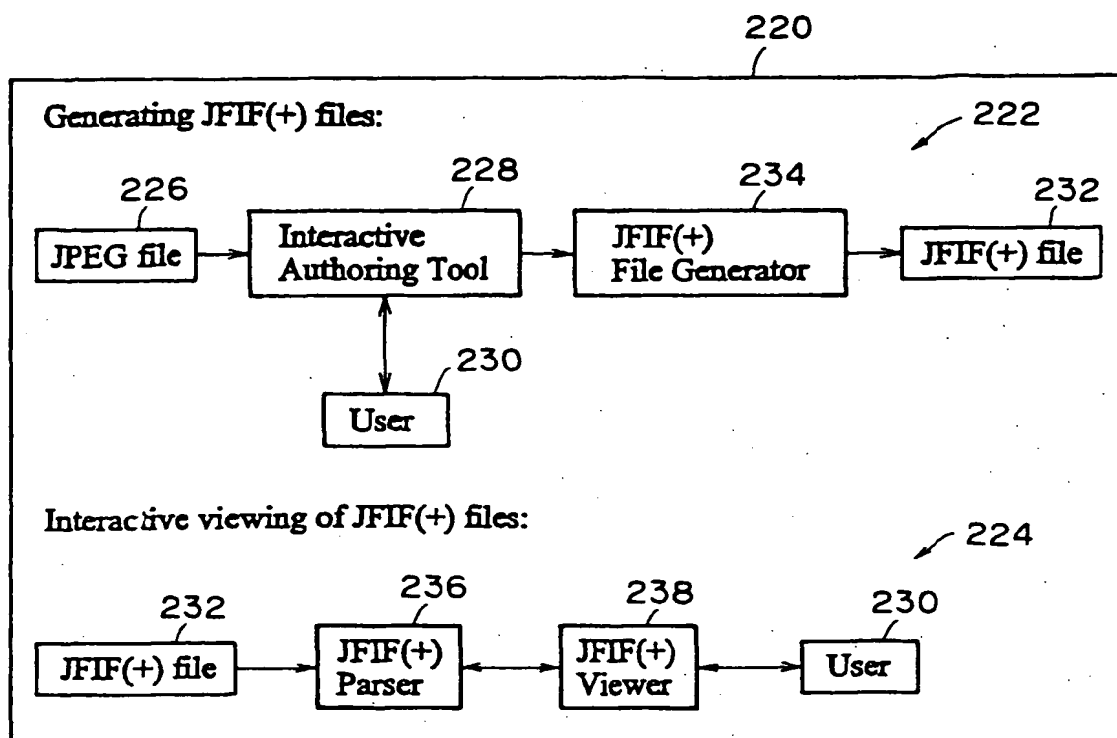 220
Generating JFIF(+) files:
222
226
228
234
232
JPEG file
Interactive
Authoring Tool
JFIF(+)
File Generator
JFIF(+) file
230
User
Interactive viewing of JFIF(+) files:
224
232
236
238
230
JFIF(+) file
JFIF(+)
Parser
JFIF(+)
Viewer
User